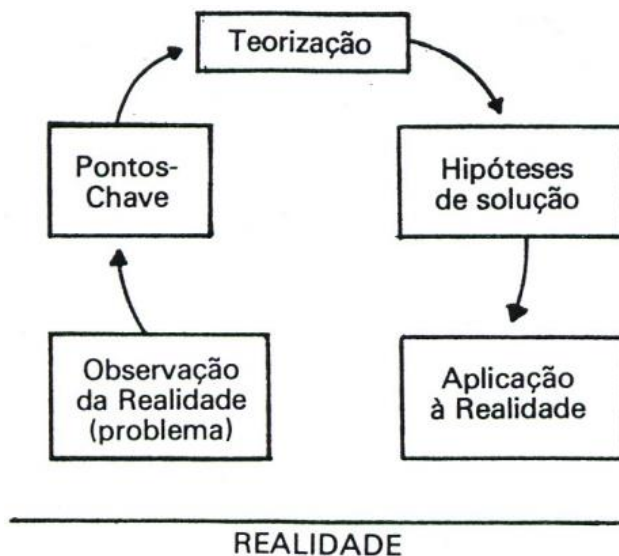 Teorização
Pontos-
Chave
Hipóteses
de solução
Observação
da Realidade
(problema)
Aplicação
à Realidade
REALIDADE